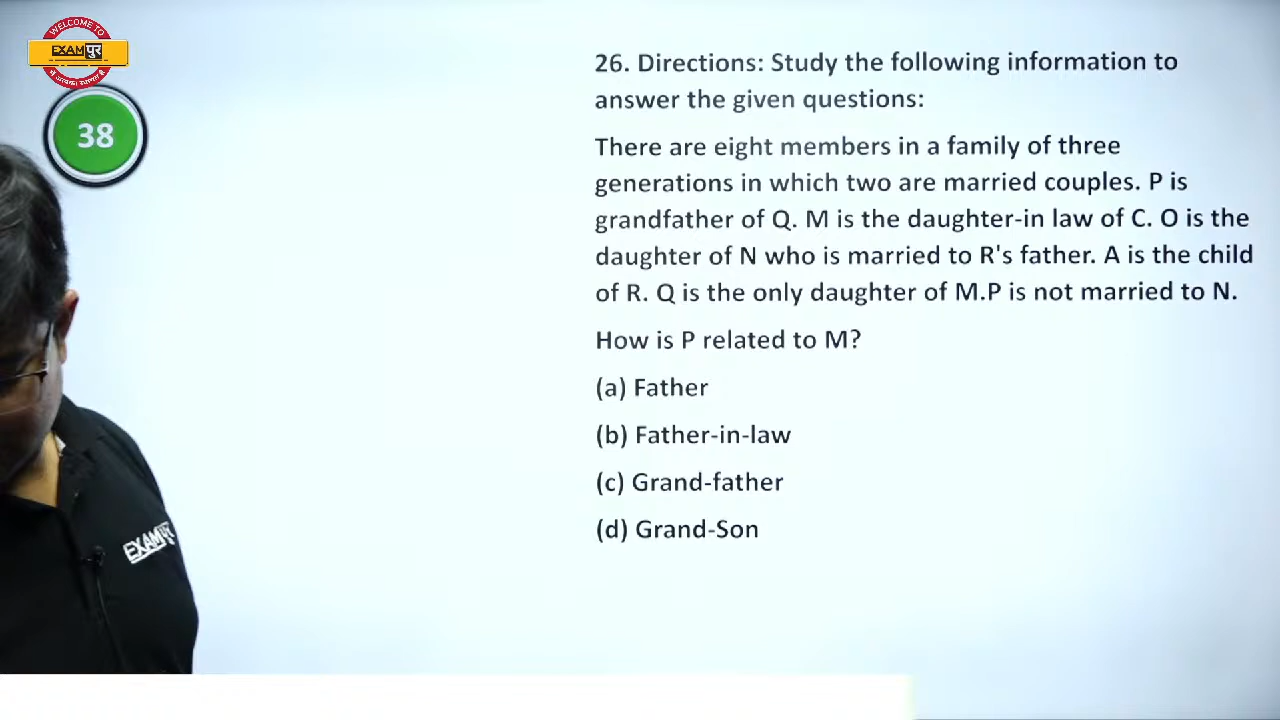 WELCOME TO
EXAMपुर
38
26. Directions: Study the following information to
answer the given questions:
There are eight members in a family of three
generations in which two are married couples. P is
grandfather of Q. M is the daughter-in law of C. O is the
daughter of N who is married to R's father. A is the child
of R. Q is the only daughter of M.P is not married to N.
How is P related to M?
(a) Father
(b) Father-in-law
(c) Grand-father
(d) Grand-Son
EXAMपुर